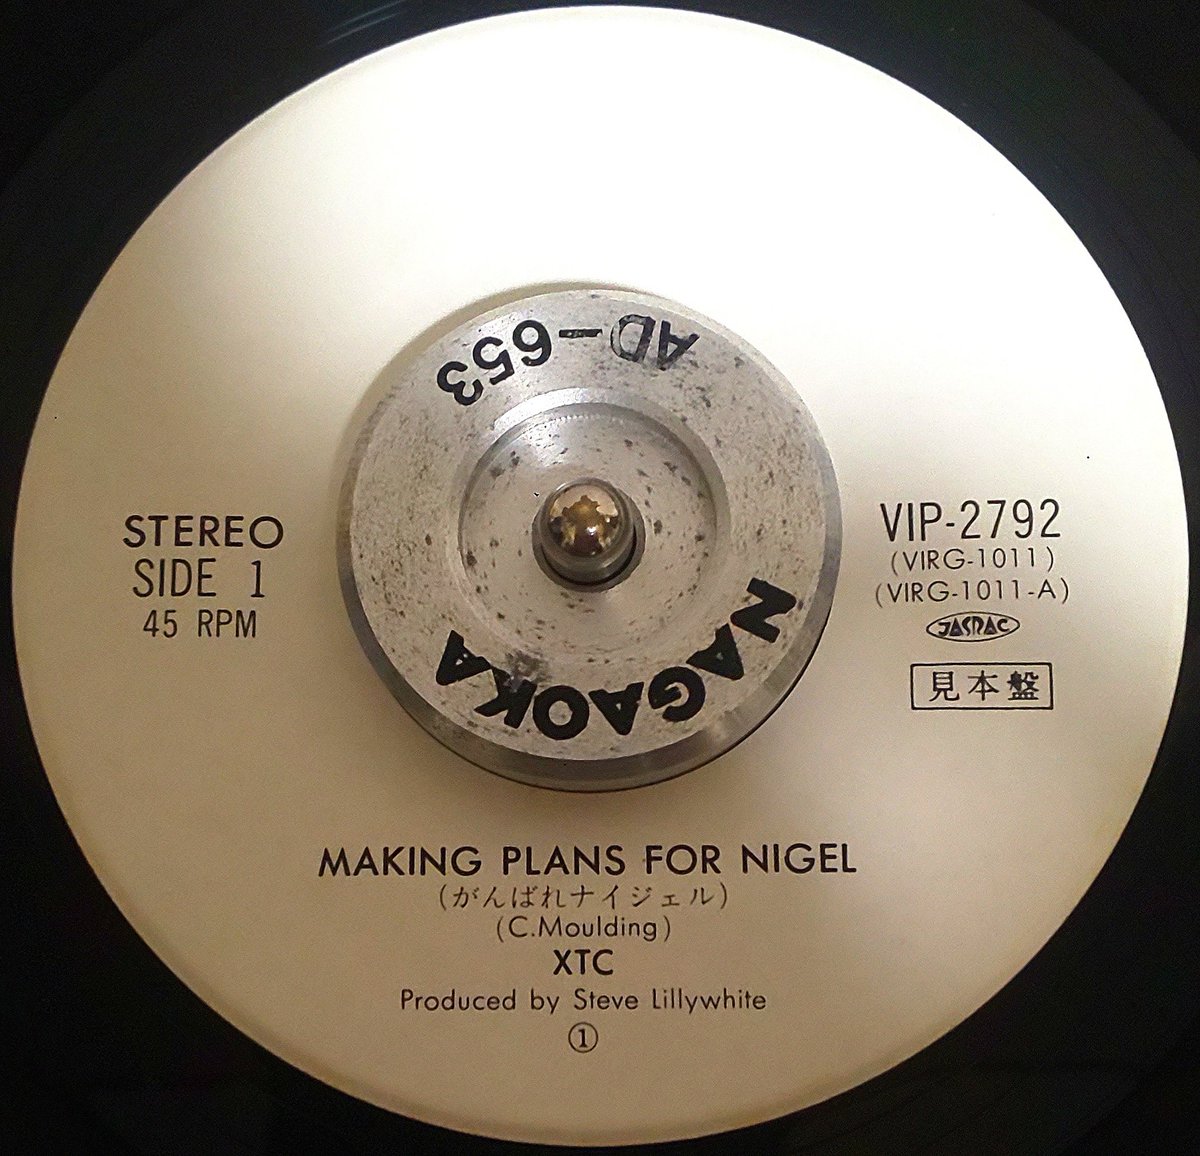 AD-653
NAGAOKA
STEREO
SIDE 1
45 RPM
VIP-2792
(VIRG-1011)
(VIRG-1011-A)
JASRAC
見本盤
MAKING PLANS FOR NIGEL
(がんばれナイジェル)
(C.Moulding)
XTC
Produced by Steve Lillywhite
①